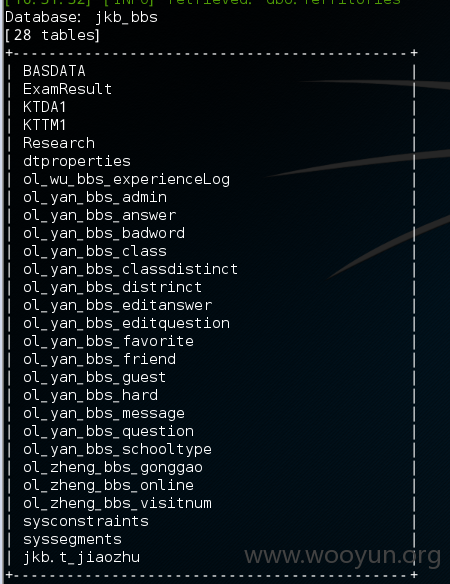 [16:51:52] [INFO] retrieved: dbo.Territories
Database: jkb_bbs
[28 tables]
+--------------------------------------------+
| BASDATA |
| ExamResult |
| KTDA1 |
| KTTM1 |
| Research |
| dtproperties |
| ol_wu_bbs_experienceLog |
| ol_yan_bbs_admin |
| ol_yan_bbs_answer |
| ol_yan_bbs_badword |
| ol_yan_bbs_class |
| ol_yan_bbs_classdistinct |
| ol_yan_bbs_distrinct |
| ol_yan_bbs_editanswer |
| ol_yan_bbs_editquestion |
| ol_yan_bbs_favorite |
| ol_yan_bbs_friend |
| ol_yan_bbs_guest |
| ol_yan_bbs_hard |
| ol_yan_bbs_message |
| ol_yan_bbs_question |
| ol_yan_bbs_schooltype |
| ol_zheng_bbs_gonggao |
| ol_zheng_bbs_online |
| ol_zheng_bbs_visitnum |
| sysconstraints |
| syssegments |
| jkb.t_jiaozhu |
+--------------------------------------------+
www.wooyun.org